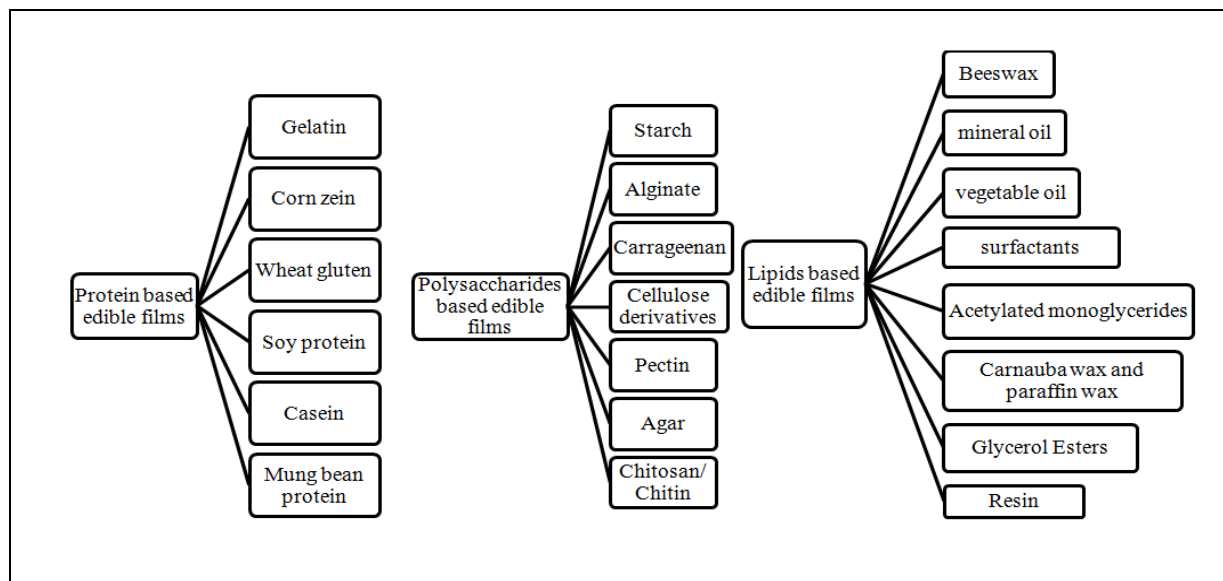 Protein based
edible films
Gelatin
Corn zein
Wheat gluten
Soy protein
Casein
Mung bean
protein
Polysaccharides
based edible
films
Starch
Alginate
Carrageenan
Cellulose
derivatives
Pectin
Agar
Chitosan/
Chitin
Lipids based
edible films
Beeswax
mineral oil
vegetable oil
surfactants
Acetylated monoglycerides
Carnauba wax and
paraffin wax
Glycerol Esters
Resin